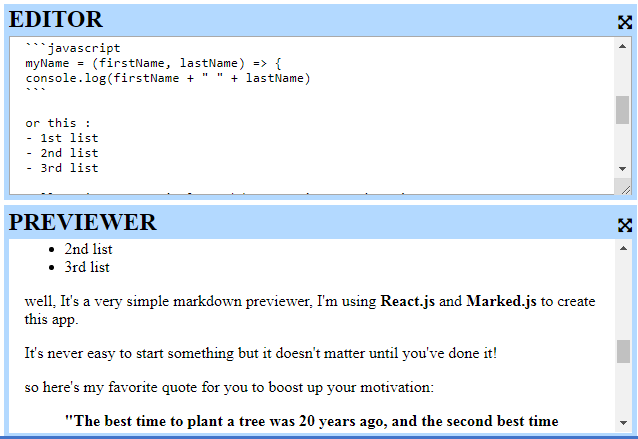 EDITOR
```javascript
myName = (firstName, lastName) => {
console.log(firstName + " " + lastName)
```
or this :
- 1st list
- 2nd list
- 3rd list
PREVIEWER
• 2nd list
• 3rd list
well, It's a very simple markdown previewer, I'm using React.js and Marked.js to create
this app.
It's never easy to start something but it doesn't matter until you've done it!
so here's my favorite quote for you to boost up your motivation:
"The best time to plant a tree was 20 years ago, and the second best time